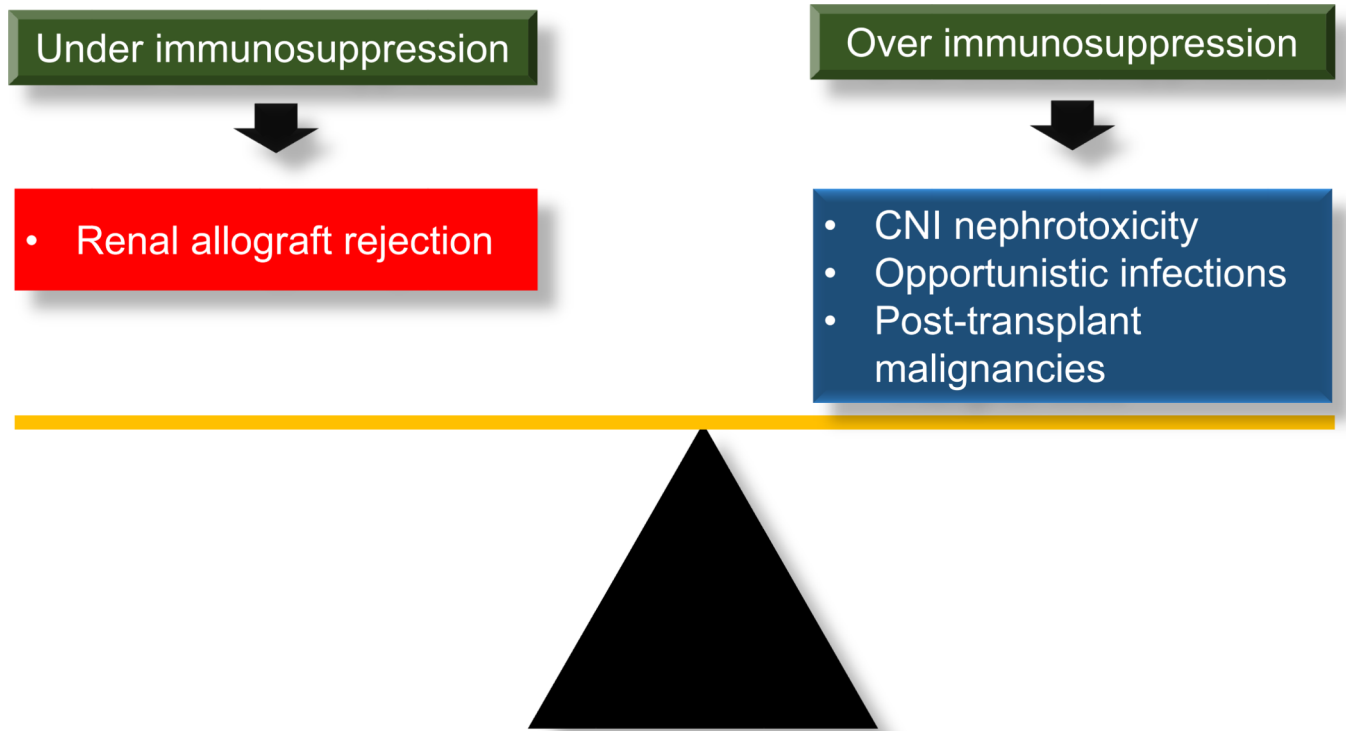 Under immunosuppression
Over immunosuppression
• Renal allograft rejection
• CNI nephrotoxicity
• Opportunistic infections
• Post-transplant
malignancies